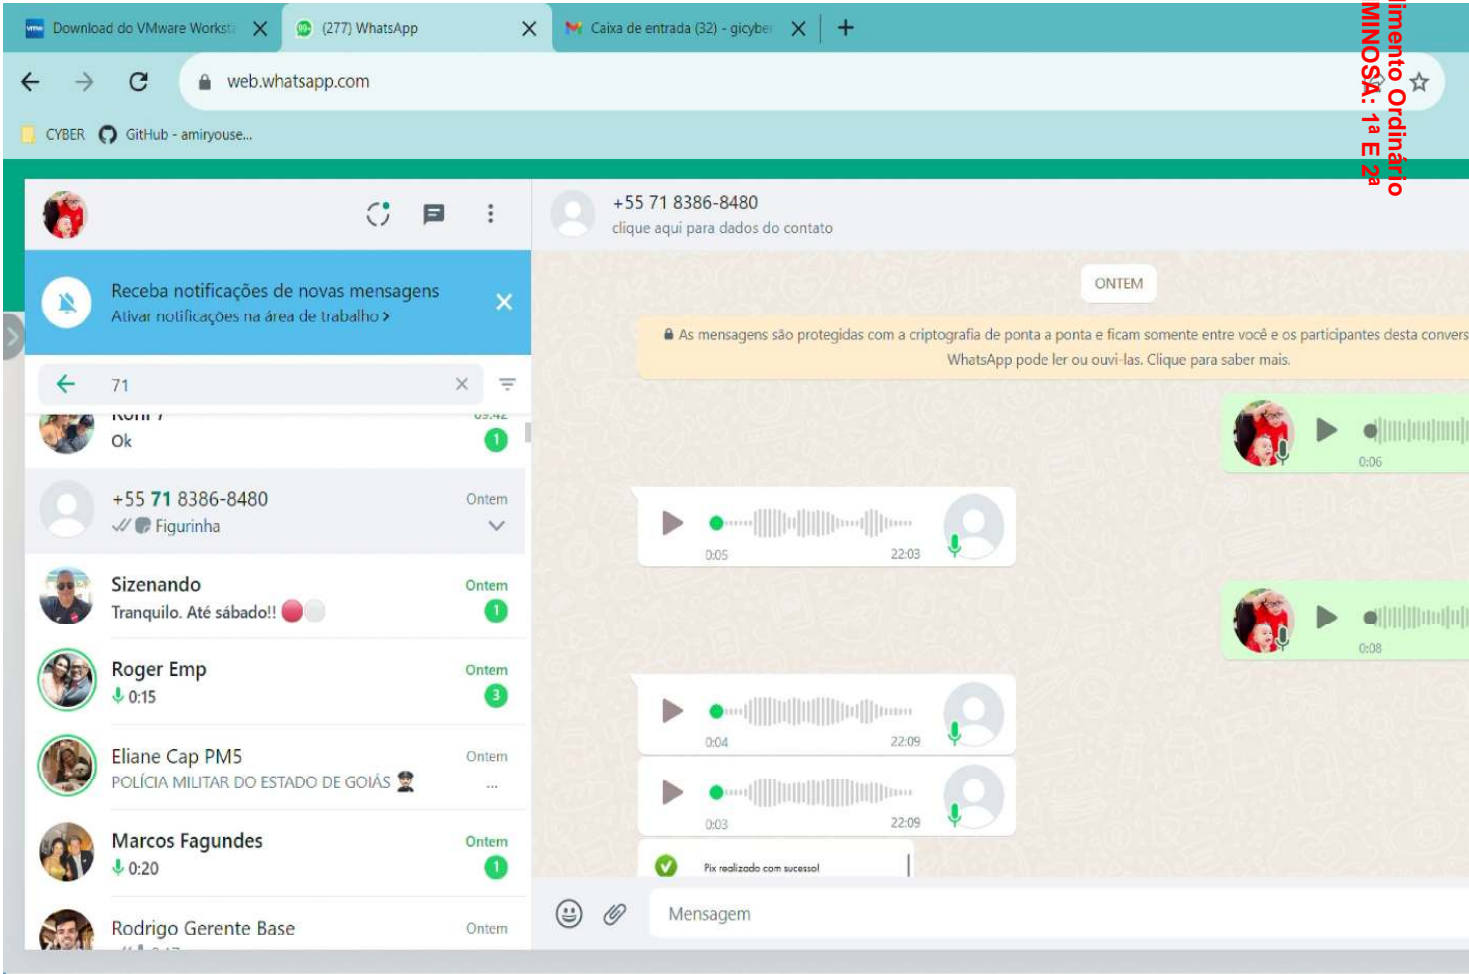 Download do VMware Workst
(277) WhatsApp
Caixa de entrada (32) - gicyber
web.whatsapp.com
CYBER
GitHub - amiryouse...
limento Ordinário
MINOSA: 1ª E 2ª
+55 71 8386-8480
clique aqui para dados do contato
Receba notificações de novas mensagens
Ativar notificações na área de trabalho >
71
09:42
Ok
1
+55 71 8386-8480
Ontem
Figurinha
Sizenando
Ontem
Tranquilo. Até sábado!!
1
Roger Emp
Ontem
0:15
3
Eliane Cap PM5
Ontem
POLÍCIA MILITAR DO ESTADO DE GOIÁS
...
Marcos Fagundes
Ontem
0:20
1
Rodrigo Gerente Base
Ontem
ONTEM
As mensagens são protegidas com a criptografia de ponta a ponta e ficam somente entre você e os participantes desta convers
WhatsApp pode ler ou ouvi-las. Clique para saber mais.
0:06
0:05
22:03
0:08
0:04
22:09
0:03
22:09
Pix realizado com sucesso!
Mensagem